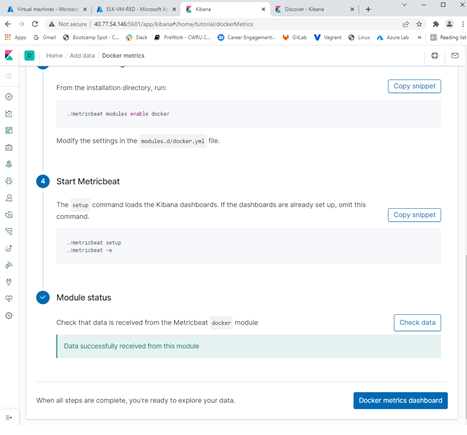 Virtual machines - Microsoft A
ELK-VM-RED - Microsoft A
Kibana
Discover - Kibana
Not secure
40.77.54.146:5601/app/kibana#/home/tutorial/dockerMetrics
Apps
Gmail
Google
Slack
PreWork - CWRU C...
Career Engagement...
GitLab
Vagrant
Linux
Azure Lab
Reading list
D
Home / Add data / Docker metrics
From the installation directory, run:
Copy snippet
./metricbeat modules enable docker
Modify the settings in the modules.d/docker.yml file.
4 Start Metricbeat
The setup command loads the Kibana dashboards. If the dashboards are already set up, omit this
command.
Copy snippet
./metricbeat setup
./metricbeat -e
Module status
Check that data is received from the Metricbeat docker module
Check data
Data successfully received from this module
When all steps are complete, you're ready to explore your data.
Docker metrics dashboard